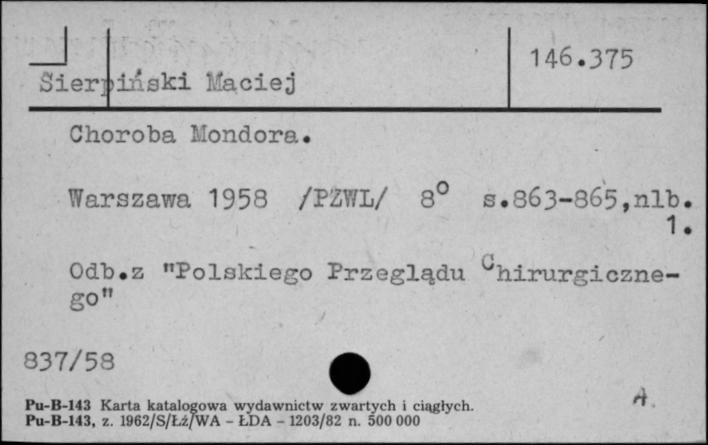 146.375
Sierpiński Maciej
Choroba Mondora.
Warszawa 1958 /PZWL/ 8° s.863-865,nlb.
1.
Odb.z "Polskiego Przeglądu Chirurgiczne-
go"
837/58
A.
Pu-B-143 Karta katalogowa wydawnictw zwartych i ciągłych.
Pu-B-143, z. 1962/S/Łź/WA - ŁDA - 1203/82 n. 500 000